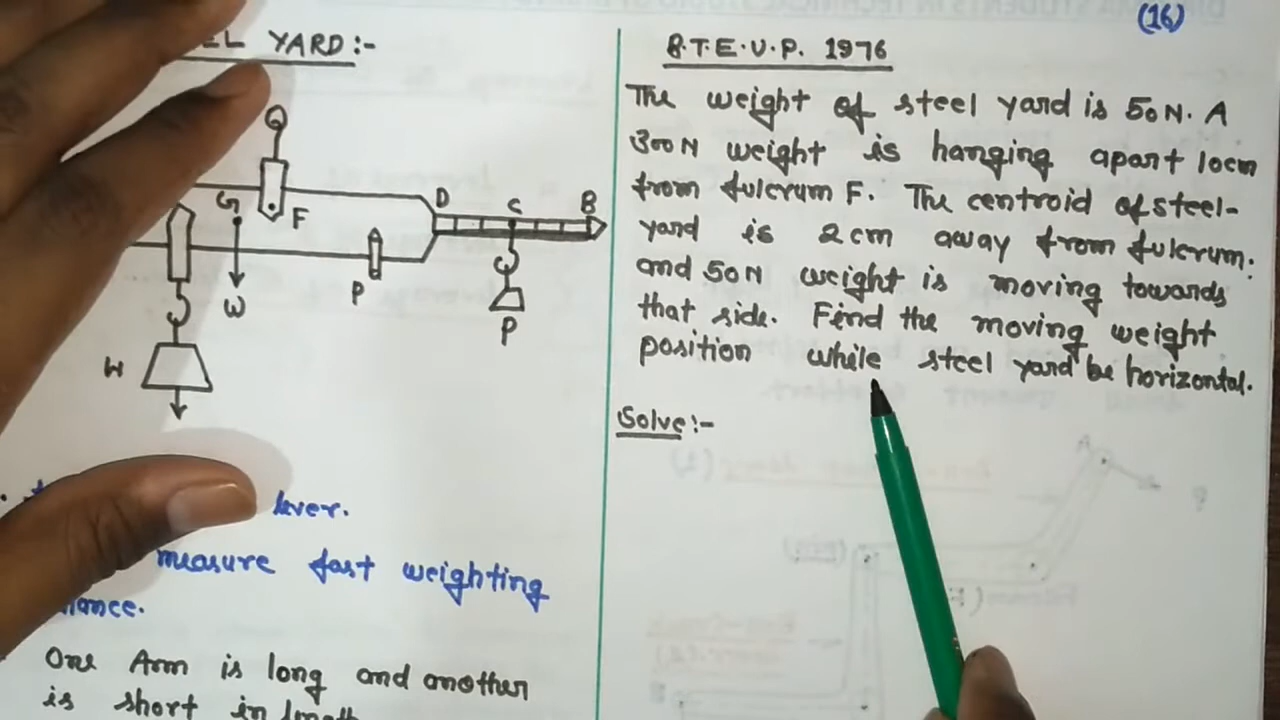 YARD:-
G
F
D
C
B
W
P
P
W
lever.
measure fast weighting
One Arm is long and another
is short in length
(16)
B.T.E.U.P. 1976
The weight of steel yard is 50N. A
300N weight is hanging apart 10cm
from fulcrum F. The centroid of steel-
yard is 2cm away from fulcrum.
and 50N weight is moving towards
that side. Find the moving weight
position while steel yard be horizontal.
Solve:-